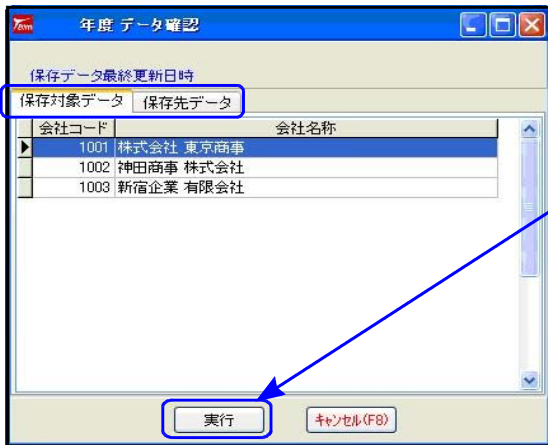 Team 年度 データ確認
保存データ最終更新日時
保存対象データ 保存先データ
会社コード 会社名称
1001 株式会社 東京商事
1002 神田商事 株式会社
1003 新宿企業 有限会社
実行 キャンセル(F8)